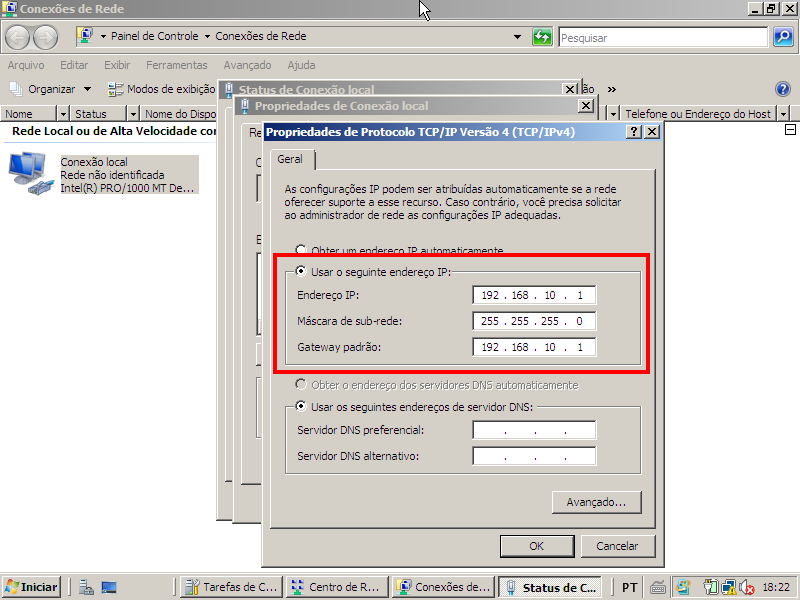 Conexões de Rede
Painel de Controle
Conexões de Rede
Pesquisar
Arquivo Editar Exibir Ferramentas Avançado Ajuda
Organizar Modos de exibição
ão »
Nome Status Nome do Dispo
Telefone ou Endereço do Host
Rede Local ou de Alta Velocidade con
Conexão local
Rede não identificada
Intel(R) PRO/1000 MT De...
Status de Conexão local
Propriedades de Conexão local
Re
Propriedades de Protocolo TCP/IP Versão 4 (TCP/IPv4)
Geral
As configurações IP podem ser atribuídas automaticamente se a rede
oferecer suporte a esse recurso. Caso contrário, você precisa solicitar
ao administrador de rede as configurações IP adequadas.
Obter um endereço IP automaticamente
Usar o seguinte endereço IP:
Endereço IP: 192 . 168 . 10 . 1
Máscara de sub-rede: 255 . 255 . 255 . 0
Gateway padrão: 192 . 168 . 10 . 1
Obter o endereço dos servidores DNS automaticamente
Usar os seguintes endereços de servidor DNS:
Servidor DNS preferencial: . . .
Servidor DNS alternativo: . . .
Avançado...
OK Cancelar
Iniciar
Tarefas de C...
Centro de R...
Conexões de...
Status de C...
PT
18:22